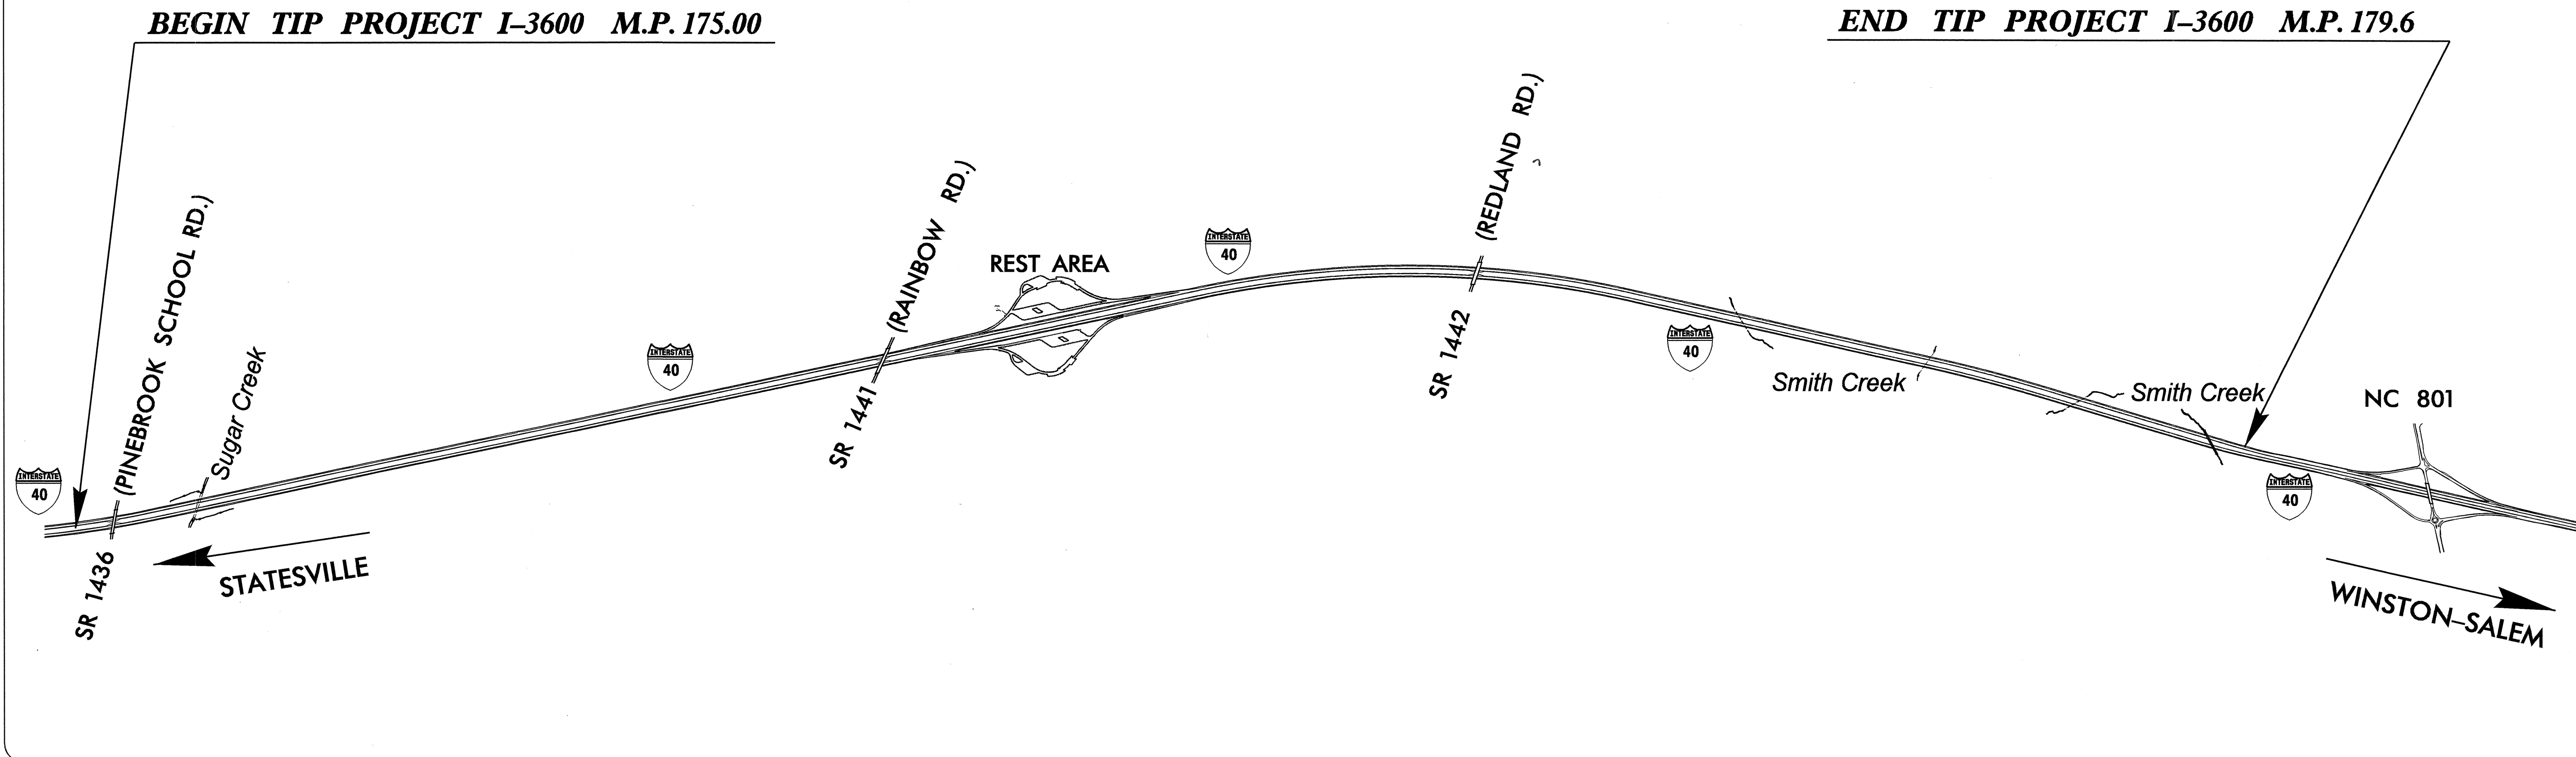 BEGIN TIP PROJECT I-3600 M.P. 175.00
END TIP PROJECT I-3600 M.P. 179.6
INTERSTATE
40
SR 1436
(PINEBROOK SCHOOL RD.)
Sugar Creek
STATESVILLE
INTERSTATE
40
SR 1441
(RAINBOW RD.)
REST AREA
INTERSTATE
40
SR 1442
(REDLAND RD.)
INTERSTATE
40
Smith Creek
Smith Creek
INTERSTATE
40
NC 801
WINSTON-SALEM